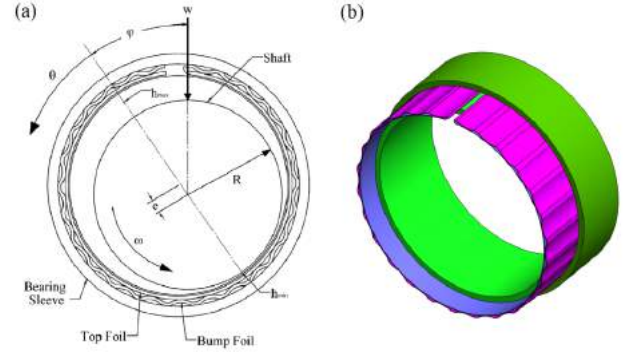 (a)
(b)
w
φ
θ
Shaft
hmax
R
e
ω
Bearing
Sleeve
hmin
Top Foil
Bump Foil